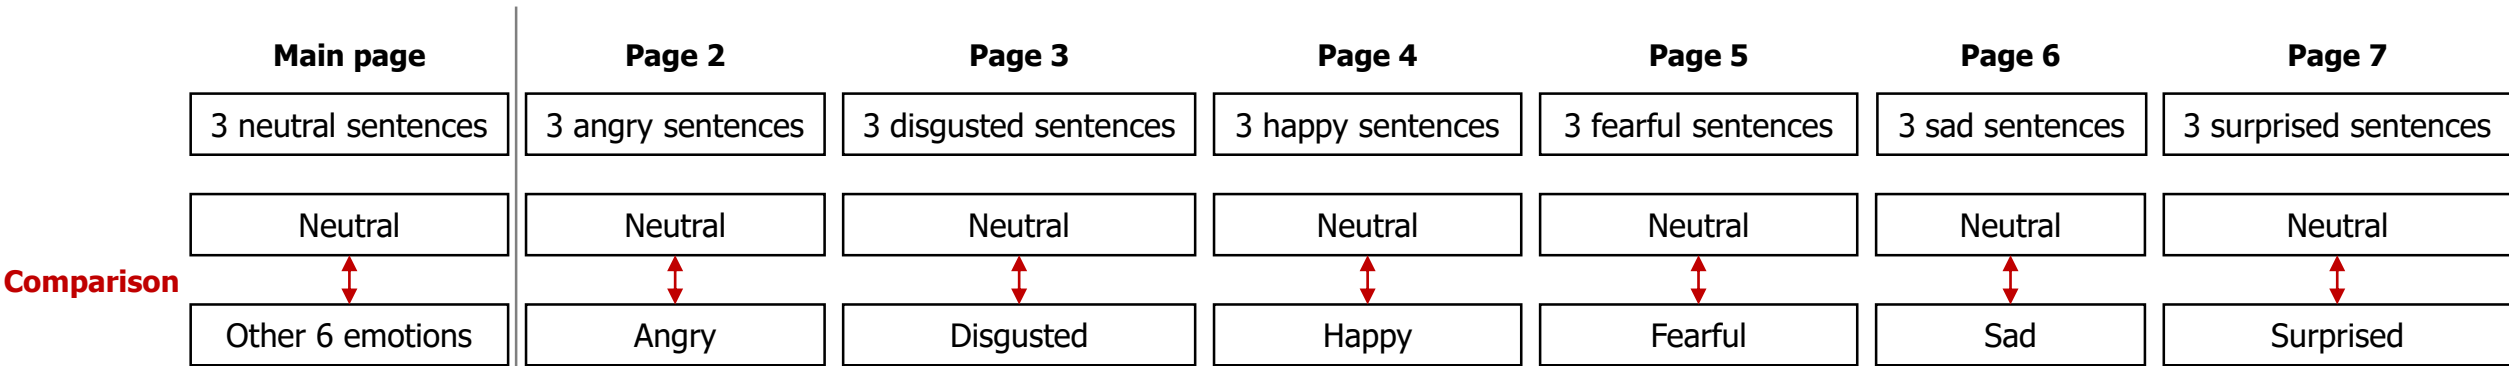 Main page Page 2 Page 3 Page 4 Page 5 Page 6 Page 7
3 neutral sentences 3 angry sentences 3 disgusted sentences 3 happy sentences 3 fearful sentences 3 sad sentences 3 surprised sentences
Neutral Neutral Neutral Neutral Neutral Neutral Neutral
Comparison
Other 6 emotions Angry Disgusted Happy Fearful Sad Surprised